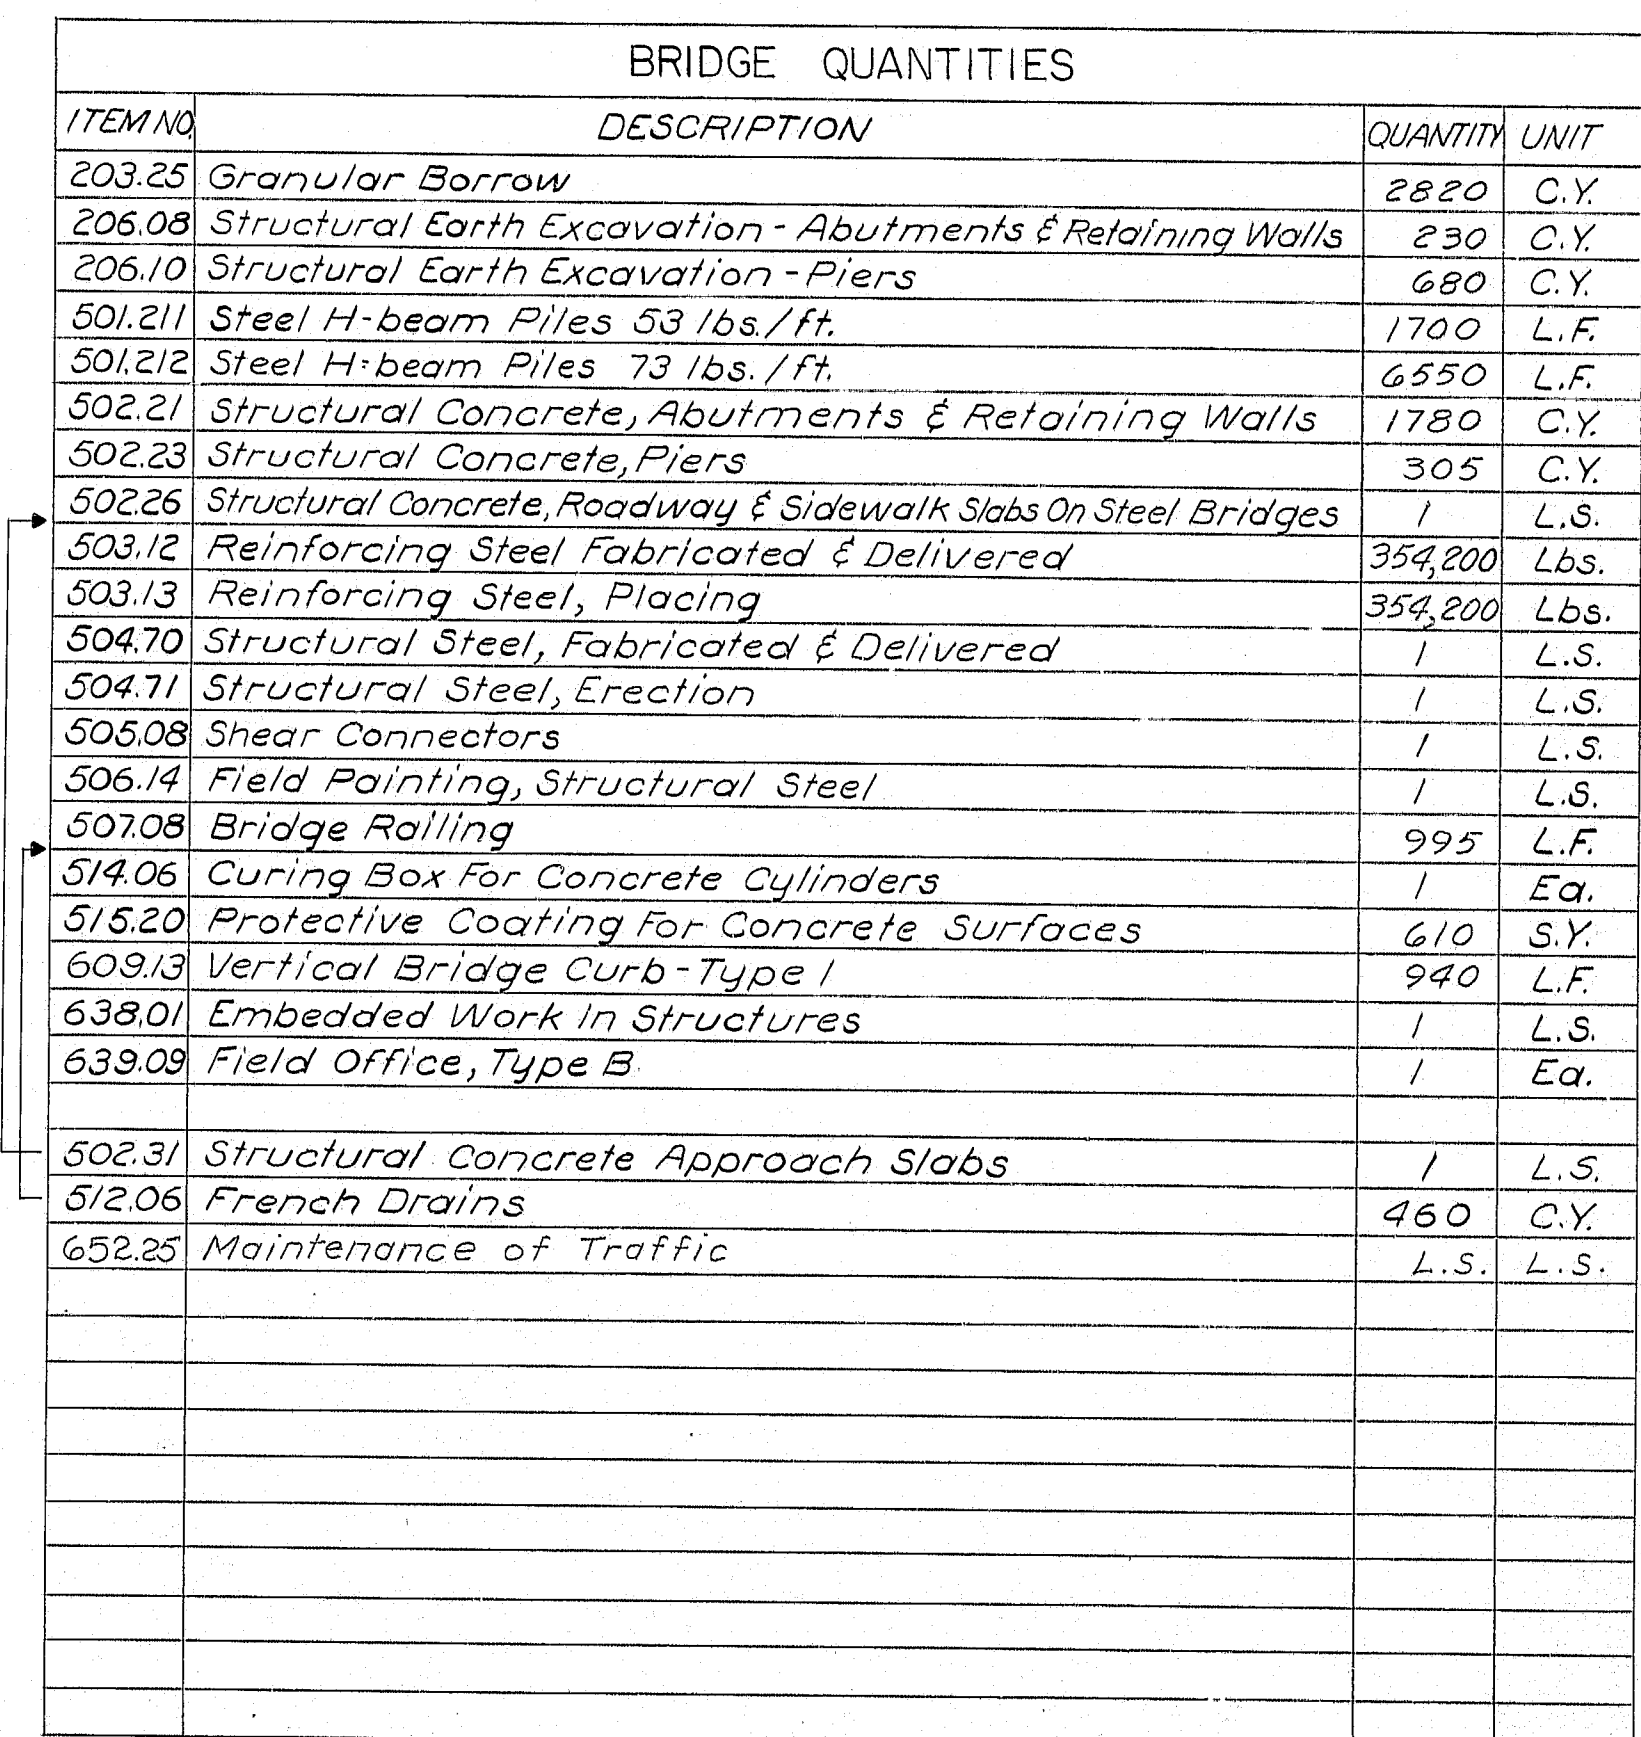 BRIDGE QUANTITIES
ITEM NO. DESCRIPTION QUANTITY UNIT
203.25 Granular Borrow 2820 C.Y.
206.08 Structural Earth Excavation - Abutments & Retaining Walls 230 C.Y.
206.10 Structural Earth Excavation - Piers 680 C.Y.
501.211 Steel H-beam Piles 53 lbs./ft. 1700 L.F.
501.212 Steel H-beam Piles 73 lbs./ft. 6550 L.F.
502.21 Structural Concrete, Abutments & Retaining Walls 1780 C.Y.
502.23 Structural Concrete, Piers 305 C.Y.
502.26 Structural Concrete, Roadway & Sidewalk Slabs On Steel Bridges 1 L.S.
503.12 Reinforcing Steel Fabricated & Delivered 354,200 Lbs.
503.13 Reinforcing Steel, Placing 354,200 Lbs.
504.70 Structural Steel, Fabricated & Delivered 1 L.S.
504.71 Structural Steel, Erection 1 L.S.
505.08 Shear Connectors 1 L.S.
506.14 Field Painting, Structural Steel 1 L.S.
507.08 Bridge Railing 995 L.F.
514.06 Curing Box For Concrete Cylinders 1 Ea.
515.20 Protective Coating For Concrete Surfaces 610 S.Y.
609.13 Vertical Bridge Curb - Type 1 940 L.F.
638.01 Embedded Work In Structures 1 L.S.
639.09 Field Office, Type B 1 Ea.
502.31 Structural Concrete Approach Slabs 1 L.S.
512.06 French Drains 460 C.Y.
652.25 Maintenance of Traffic L.S. L.S.